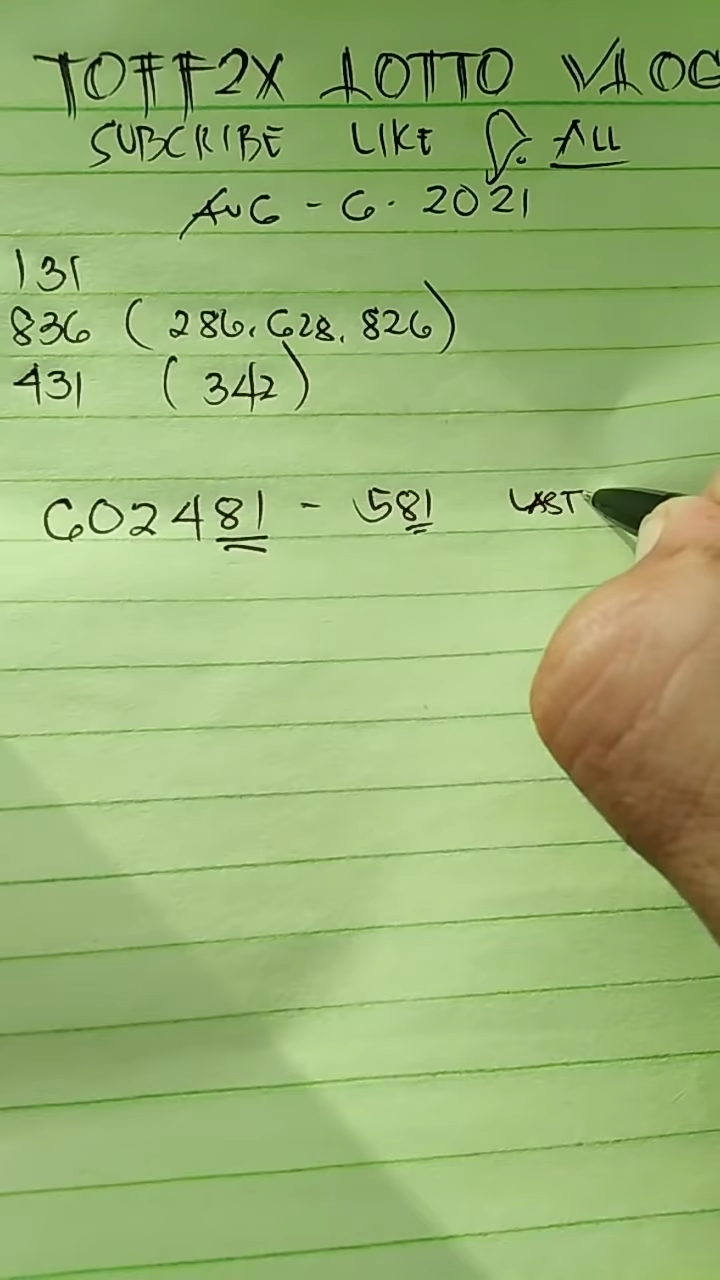 TOFF2X LOTTO VLOG
SUBCRIBE LIKE ALL
AUG - 6. 2021
131
836 (286. 628. 826)
431 (342)
602481 - 581 LAST